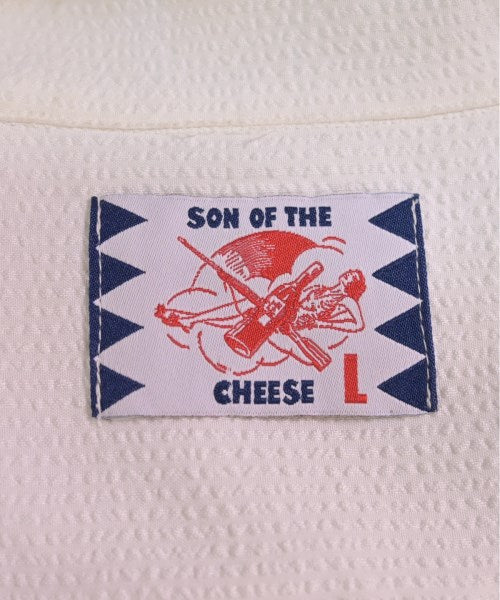 SON OF THE
CHEESE
L